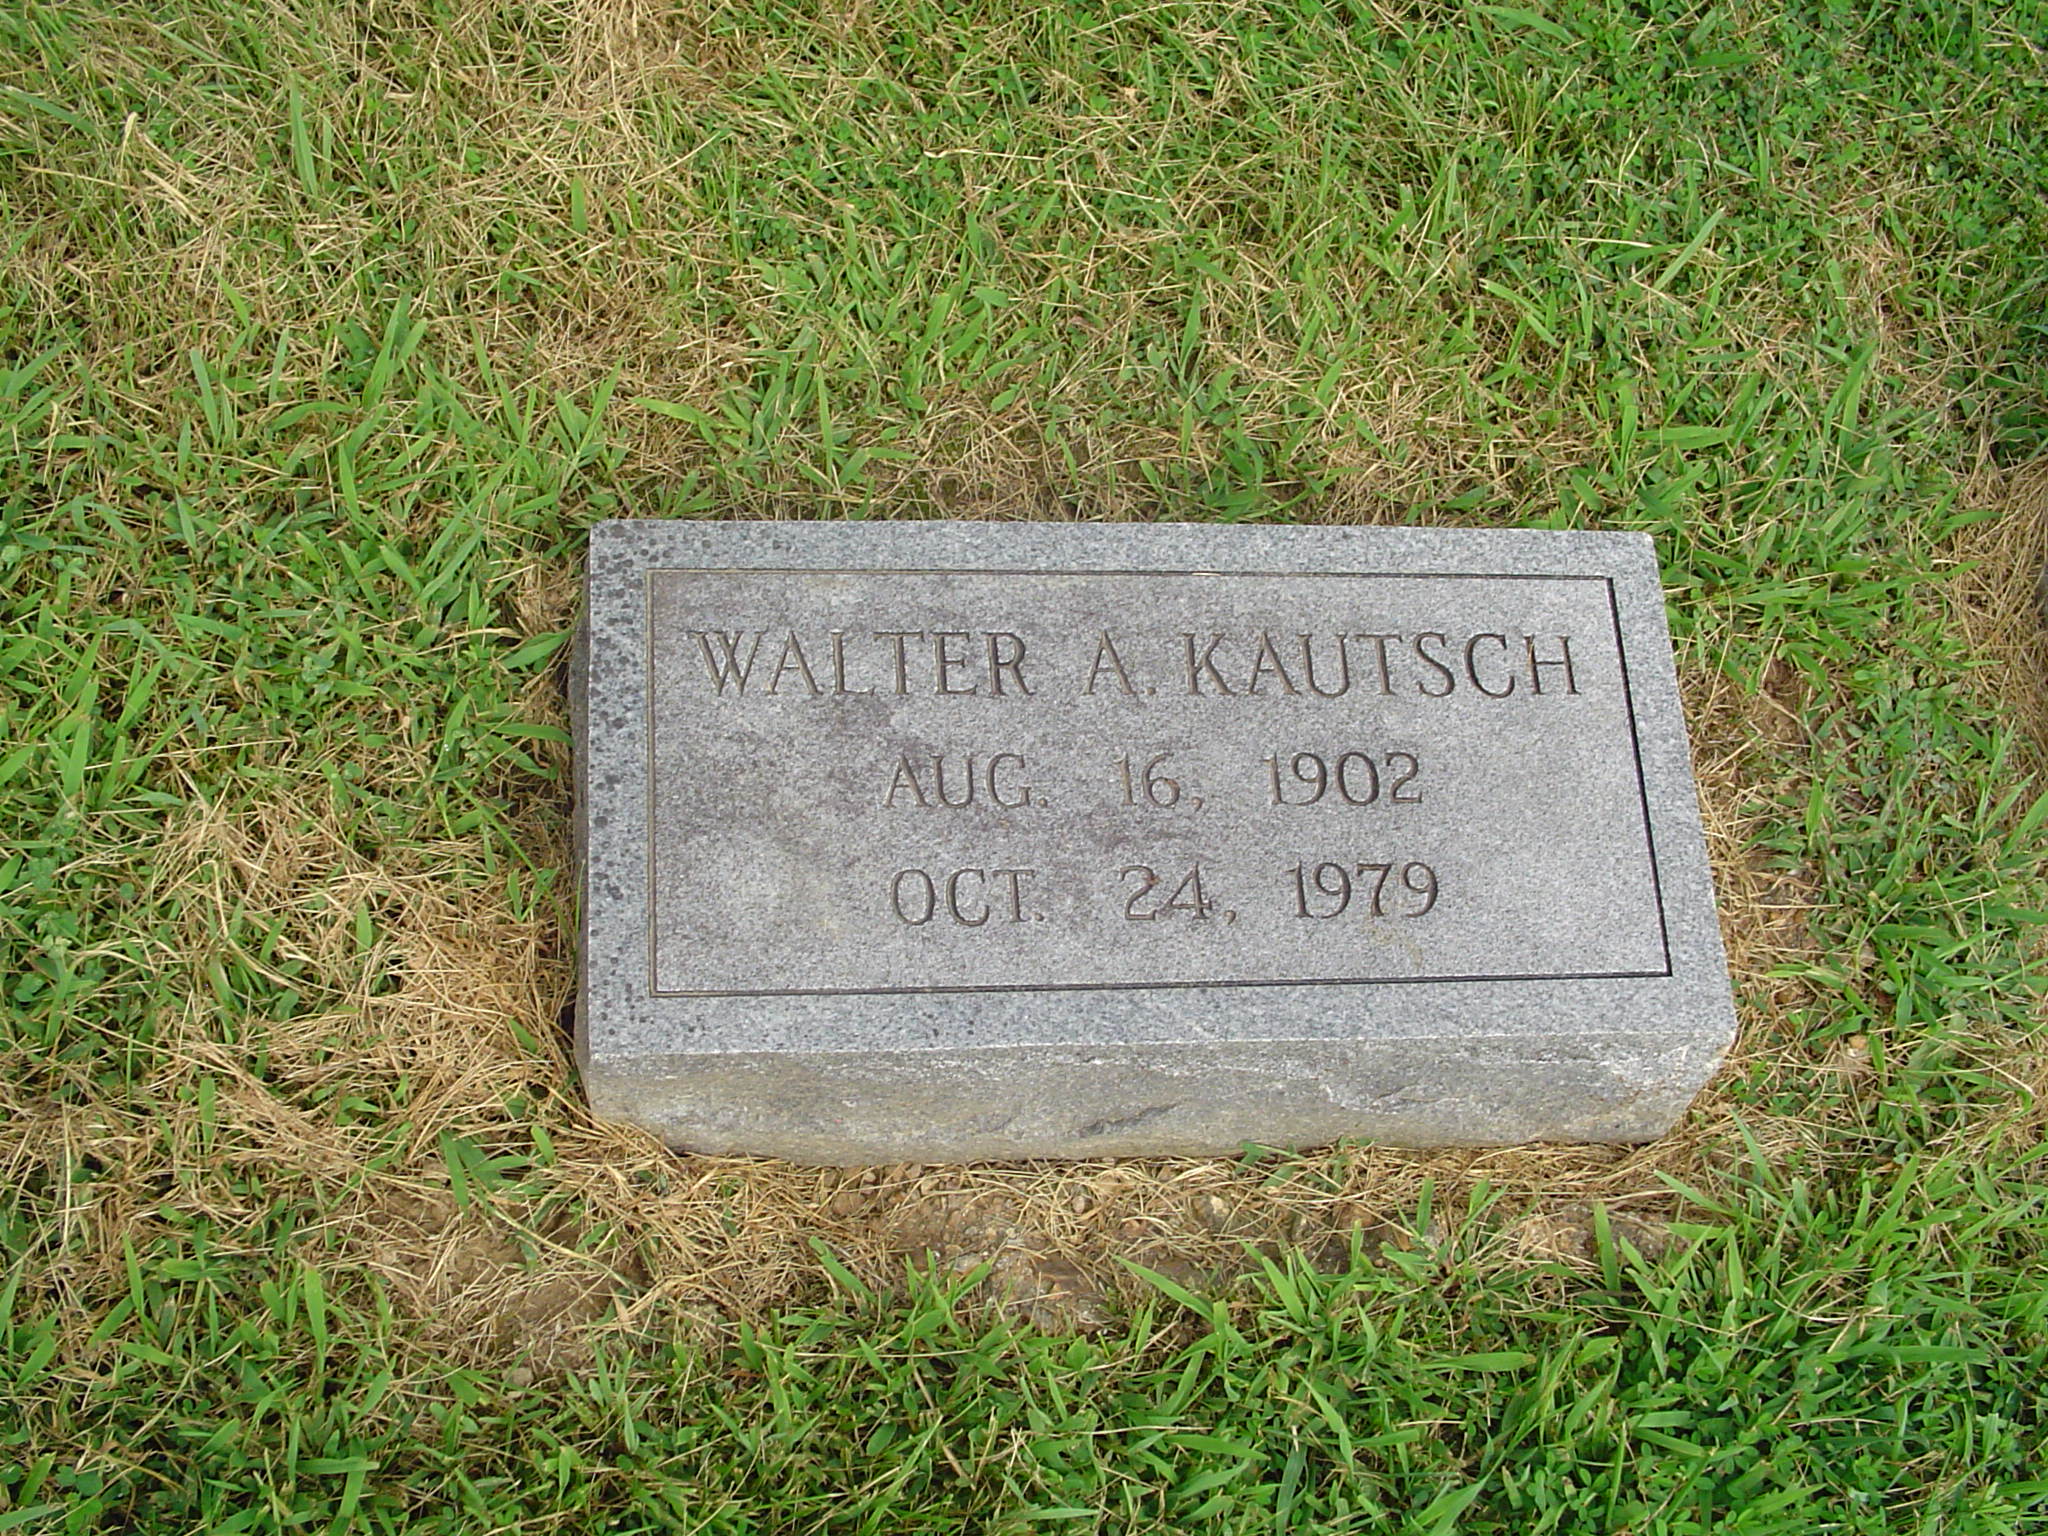 WALTER A. KAUTSCH
AUG. 16, 1902
OCT. 24, 1979